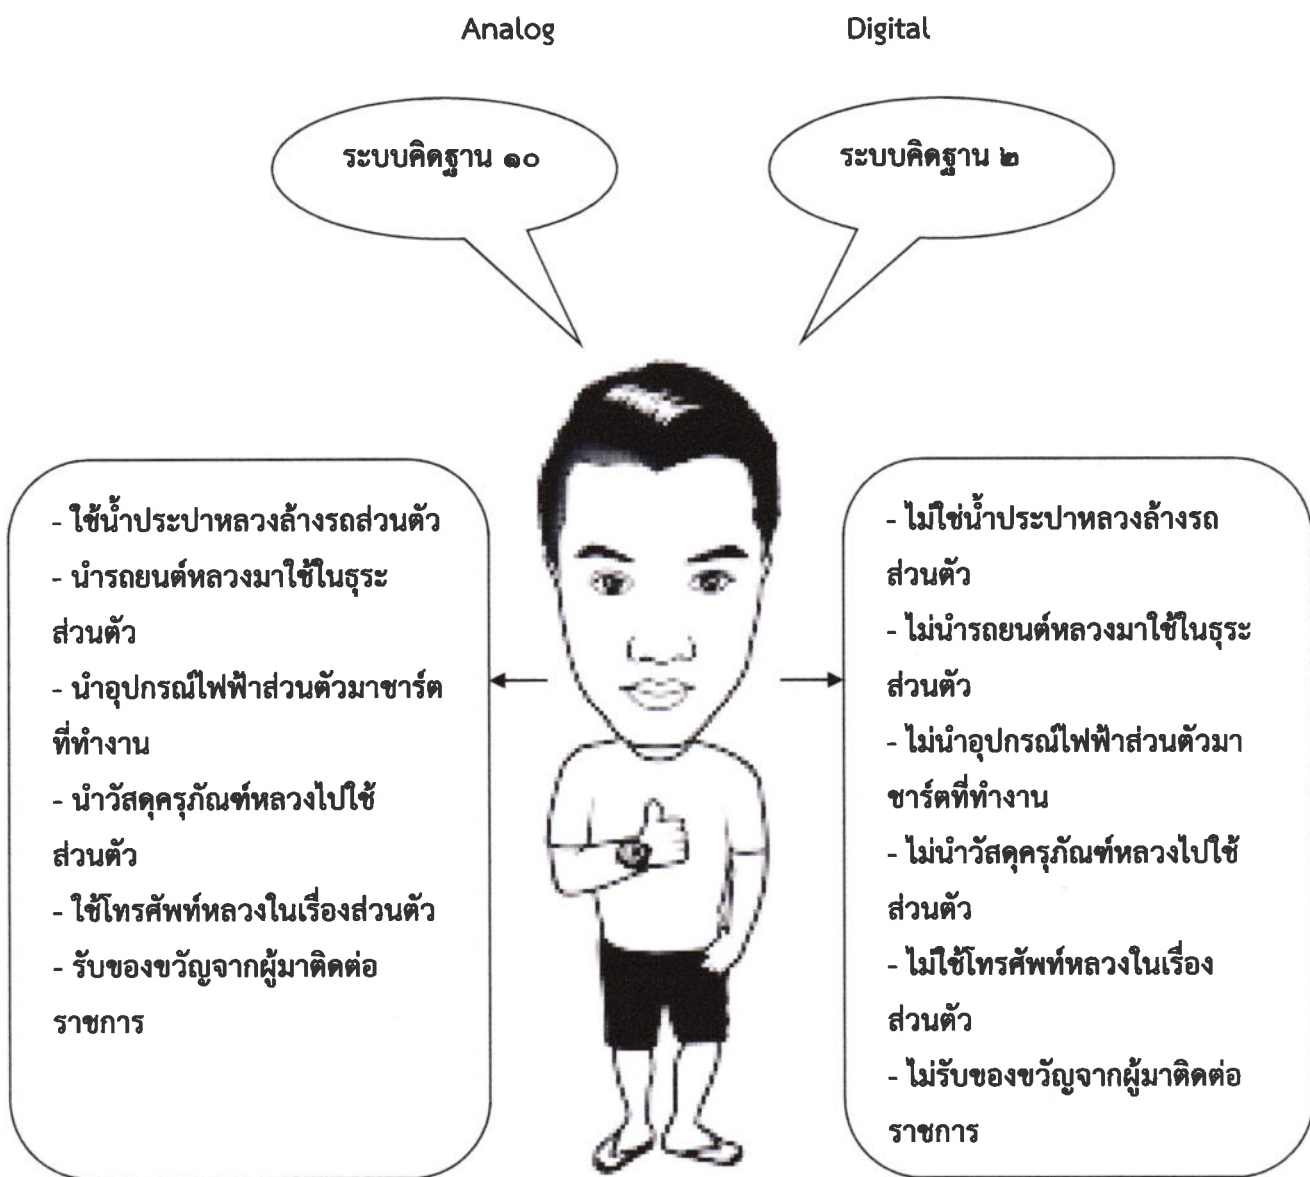 Analog
Digital
ระบบคิดฐาน ๑๐
ระบบคิดฐาน ๒
- ใช้น้ำประปาหลวงล้างรถส่วนตัว
- นำรถยนต์หลวงมาใช้ในธุระ
ส่วนตัว
- นำอุปกรณ์ไฟฟ้าส่วนตัวมาชาร์ต
ที่ทำงาน
- นำวัสดุครุภัณฑ์หลวงไปใช้
ส่วนตัว
- ใช้โทรศัพท์หลวงในเรื่องส่วนตัว
- รับของขวัญจากผู้มาติดต่อ
ราชการ
- ไม่ใช่น้ำประปาหลวงล้างรถ
ส่วนตัว
- ไม่นำรถยนต์หลวงมาใช้ในธุระ
ส่วนตัว
- ไม่นำอุปกรณ์ไฟฟ้าส่วนตัวมา
ชาร์ตที่ทำงาน
- ไม่นำวัสดุครุภัณฑ์หลวงไปใช้
ส่วนตัว
- ไม่ใช้โทรศัพท์หลวงในเรื่อง
ส่วนตัว
- ไม่รับของขวัญจากผู้มาติดต่อ
ราชการ